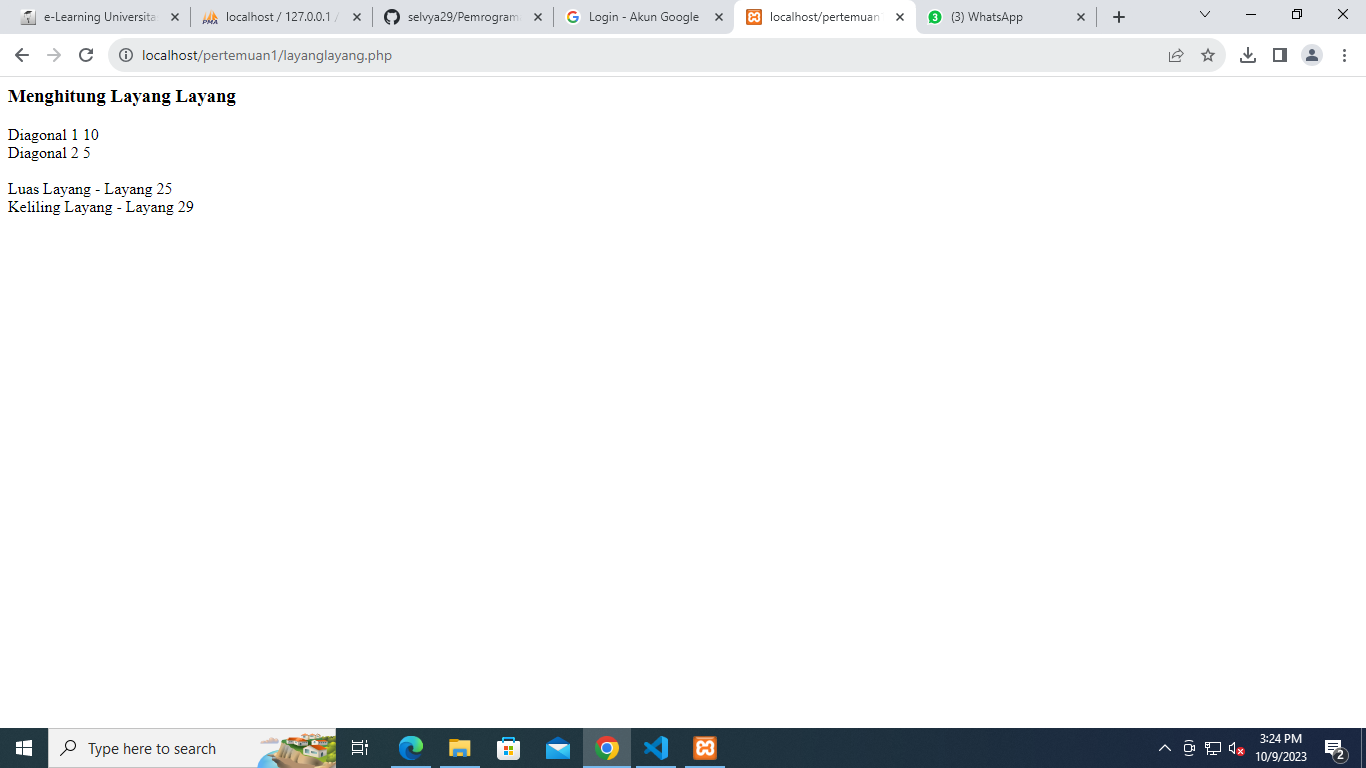 e-Learning Universita
localhost / 127.0.0.1 /
selvya29/Pemrogram
Login - Akun Google
localhost/pertemuan
3 (3) WhatsApp
localhost/pertemuan1/layanglayang.php
Menghitung Layang Layang
Diagonal 1 10
Diagonal 2 5
Luas Layang - Layang 25
Keliling Layang - Layang 29
Type here to search
3:24 PM
10/9/2023
2